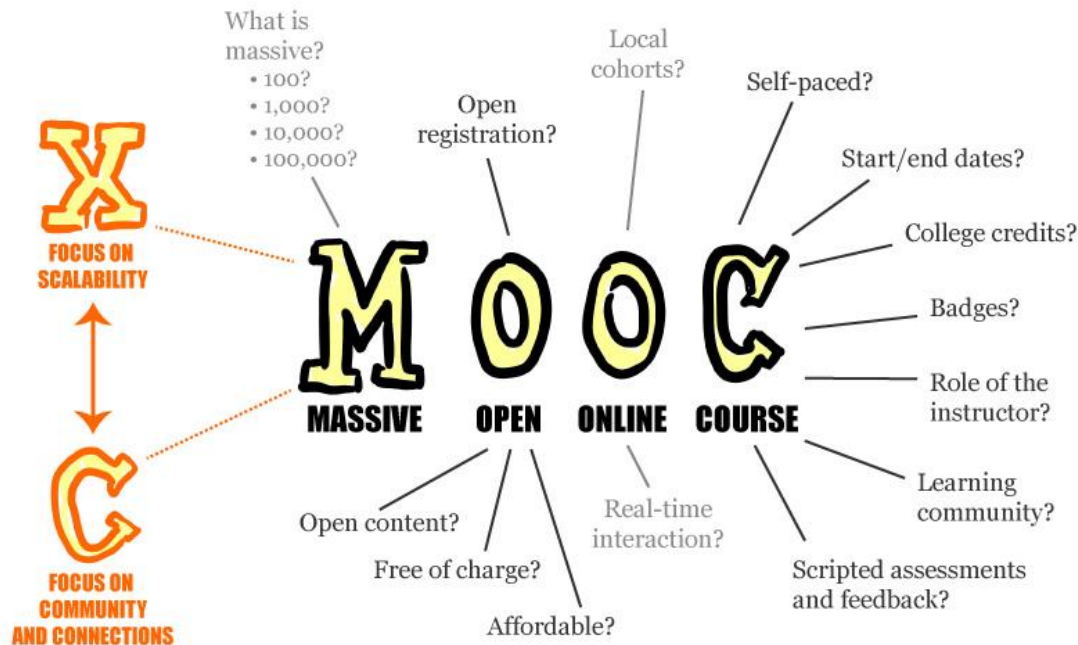 What is
massive?
• 100?
• 1,000?
• 10,000?
• 100,000?
Open
registration?
Local
cohorts?
Self-paced?
Start/end dates?
College credits?
Badges?
Role of the
instructor?
Learning
community?
Scripted assessments
and feedback?
X
FOCUS ON
SCALABILITY
C
FOCUS ON
COMMUNITY
AND CONNECTIONS
MOOC
MASSIVE OPEN ONLINE COURSE
Open content?
Free of charge?
Affordable?
Real-time
interaction?